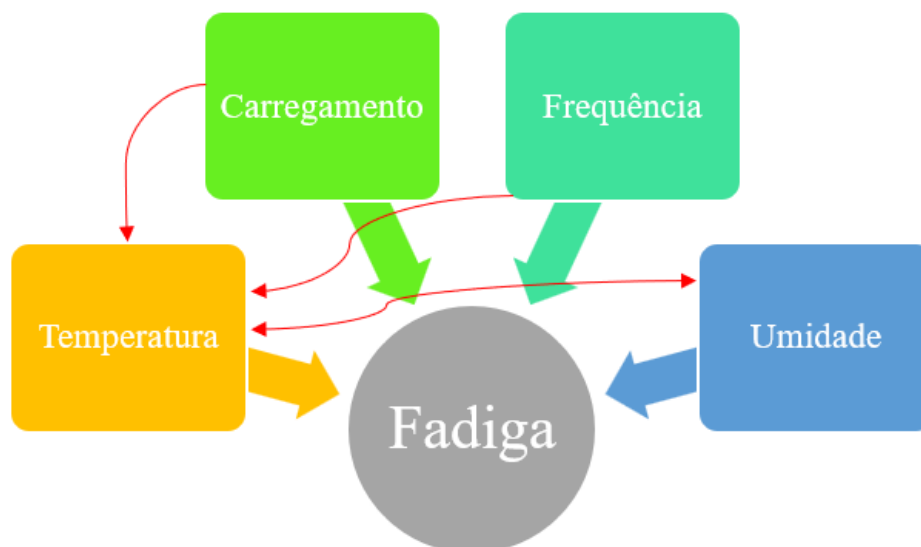 Carregamento
Frequência
Temperatura
Umidade
Fadiga